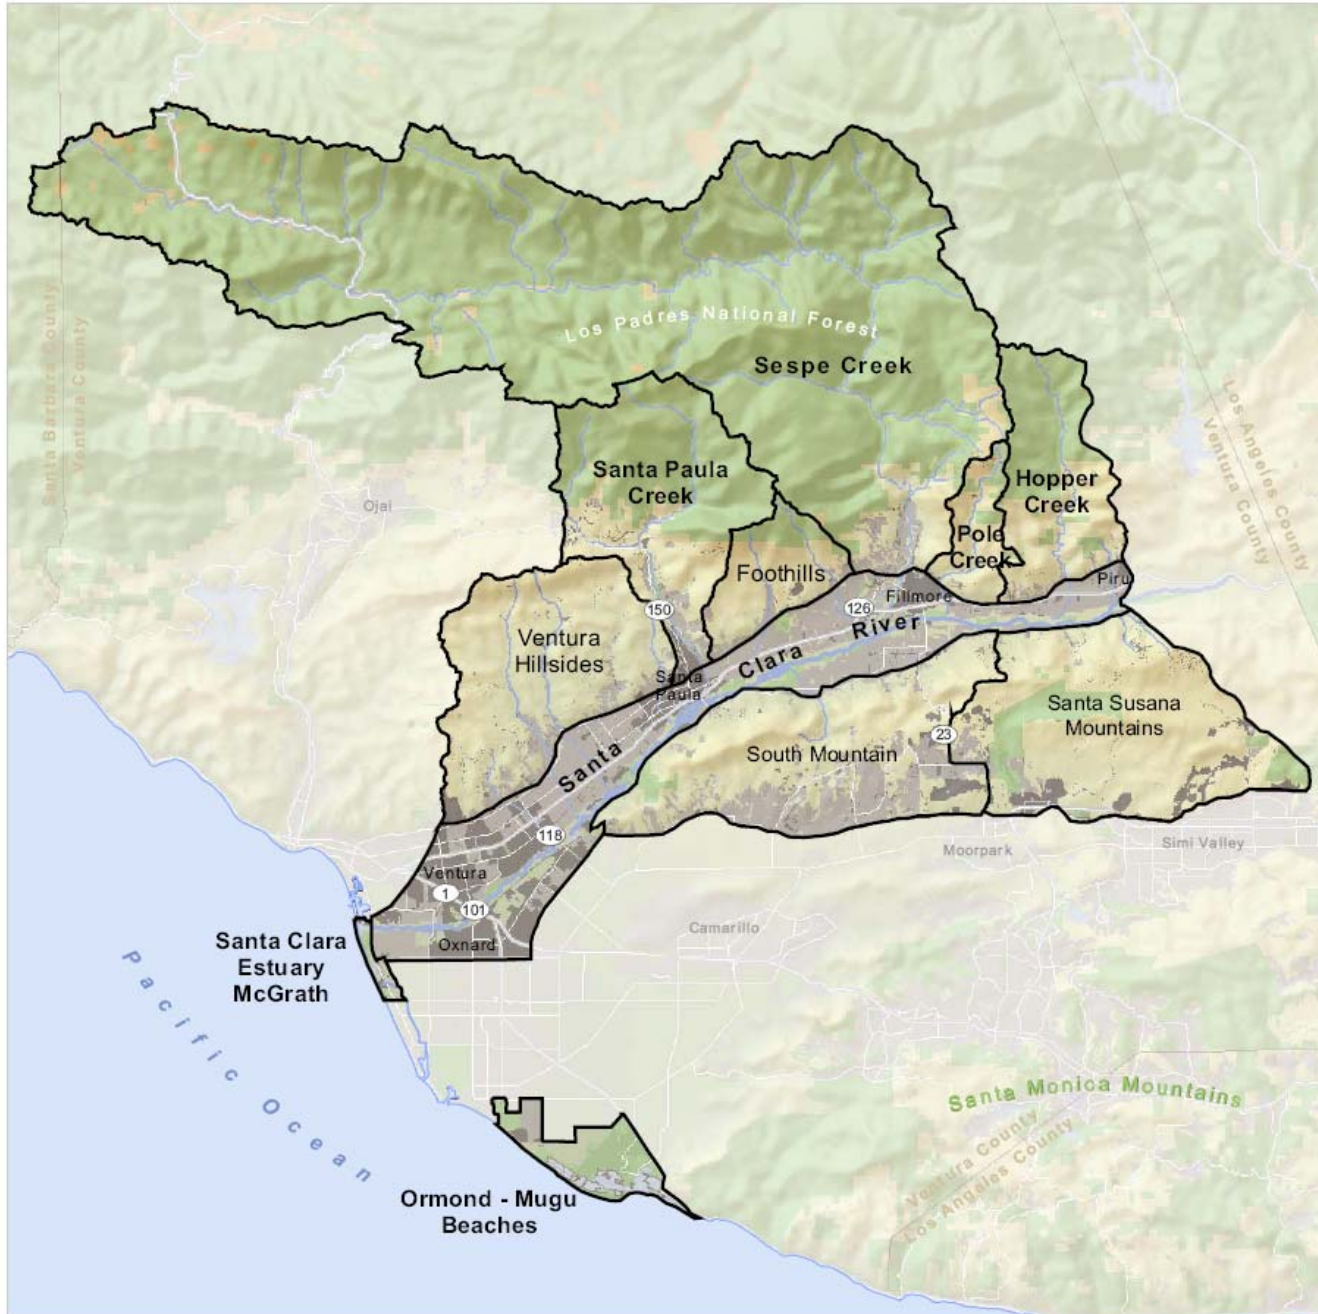 Los Padres National Forest
Sespe Creek
Santa Barbara County
Ventura County
Los Angeles County
Ventura County
Santa Paula
Creek
Hopper
Creek
Ojai
Pole
Creek
Foothills
Piru
Fillmore
126
150
Ventura
Hillsides
Santa Clara River
Santa
Paula
Santa Susana
Mountains
South Mountain
23
118
Moorpark
Simi Valley
Ventura
1
101
Oxnard
Camarillo
Santa Clara
Estuary
McGrath
Pacific Ocean
Santa Monica Mountains
Ventura County
Los Angeles County
Ormond - Mugu
Beaches